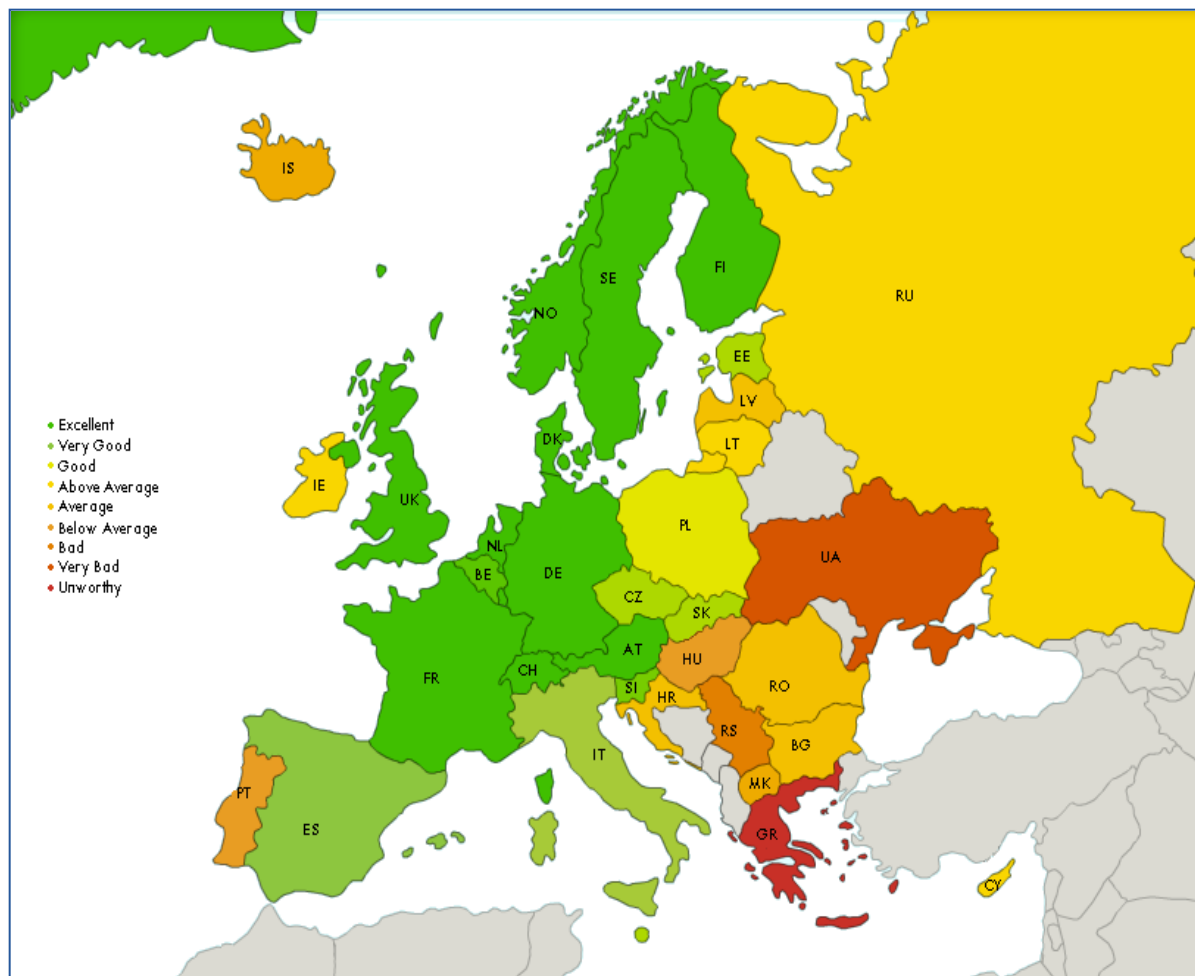 IS
FI
SE
RU
NO
EE
LV
Excellent
Very Good
Good
Above Average
Average
Below Average
Bad
Very Bad
Unworthy
DK
LT
IE
UK
PL
NL
UA
BE
DE
CZ
SK
AT
HU
CH
FR
SI
RO
HR
RS
BG
IT
MK
PT
ES
GR
CY